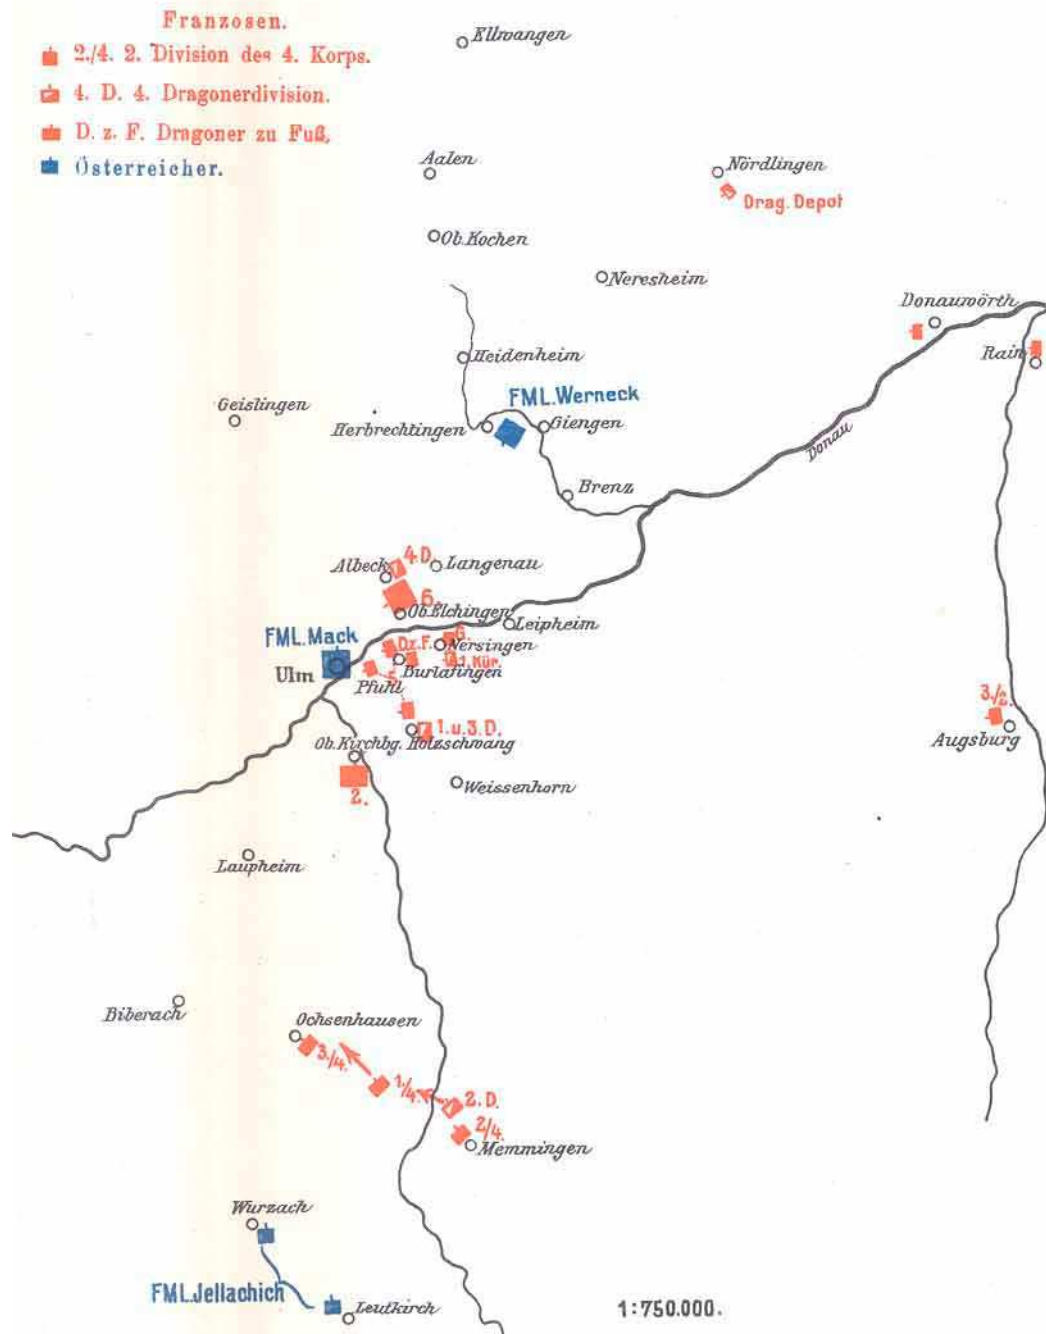 Franzosen.
2./4. 2. Division des 4. Korps.
4. D. 4. Dragonerdivision.
D. z. F. Dragoner zu Fuß,
Österreicher.
Ellwangen
Aalen
Nördlingen
Drag. Depot
Ob. Kochen
Neresheim
Donauwörth
Rain
Heidenheim
FML. Werneck
Geislingen
Herbrechtingen
Giengen
Donau
Brenz
4. D.
Albeck
Langenau
6.
Ob. Elchingen
Leipheim
FML. Mack
G.
D.z.F.
Nersingen
Ulm
1. Kür.
Burlafingen
5.
Pfuhl
3./2.
1. u. 3. D.
Augsburg
Ob. Kirchbg.
Holzschwang
Weissenhorn
2.
Laupheim
Biberach
Ochsenhausen
3./4.
1./4.
2. D.
2/4.
Memmingen
Wurzach
FML. Jellachich
Leutkirch
1:750.000.